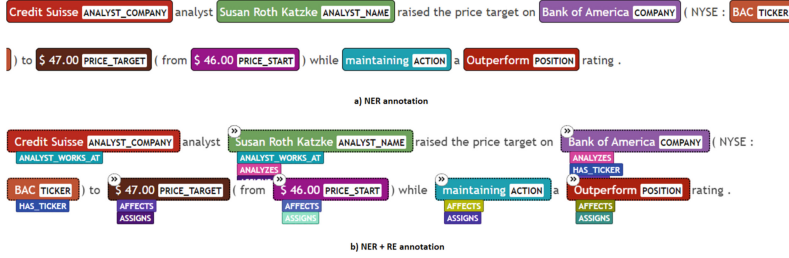 Credit Suisse ANALYST_COMPANY analyst Susan Roth Katzke ANALYST_NAME raised the price target on Bank of America COMPANY ( NYSE : BAC TICKER
) to $ 47.00 PRICE_TARGET ( from $ 46.00 PRICE_START ) while maintaining ACTION a Outperform POSITION rating .
a) NER annotation
Credit Suisse ANALYST_COMPANY analyst » Susan Roth Katzke ANALYST_NAME raised the price target on » Bank of America COMPANY ( NYSE :
ANALYST_WORKS_AT ANALYST_WORKS_AT ANALYZES
ANALYZES HAS_TICKER
BAC TICKER ) to » $ 47.00 PRICE_TARGET ( from » $ 46.00 PRICE_START ) while » maintaining ACTION a » Outperform POSITION rating .
HAS_TICKER AFFECTS AFFECTS AFFECTS AFFECTS
ASSIGNS ASSIGNS ASSIGNS ASSIGNS
b) NER + RE annotation